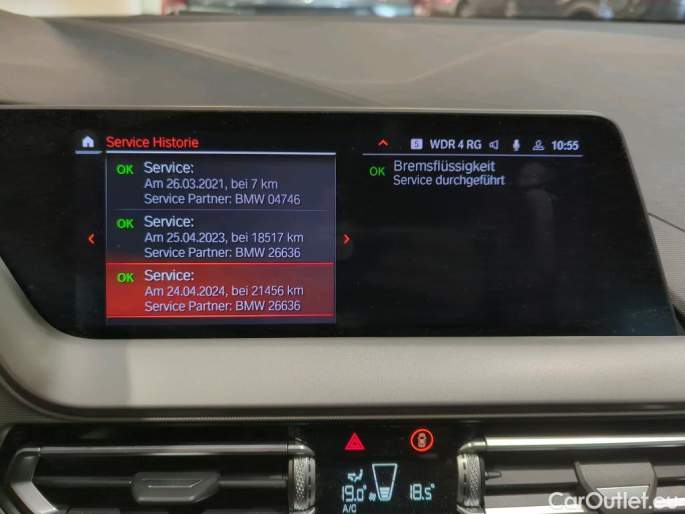 Service Historie
5 WDR 4 RG 10:55
OK Service:
Am 26.03.2021, bei 7 km
Service Partner: BMW 04746
OK Service:
Am 25.04.2023, bei 18517 km
Service Partner: BMW 26636
OK Service:
Am 24.04.2024, bei 21456 km
Service Partner: BMW 26636
OK Bremsflüssigkeit
Service durchgeführt
19.0 18.5
A/C
CarOutlet.eu